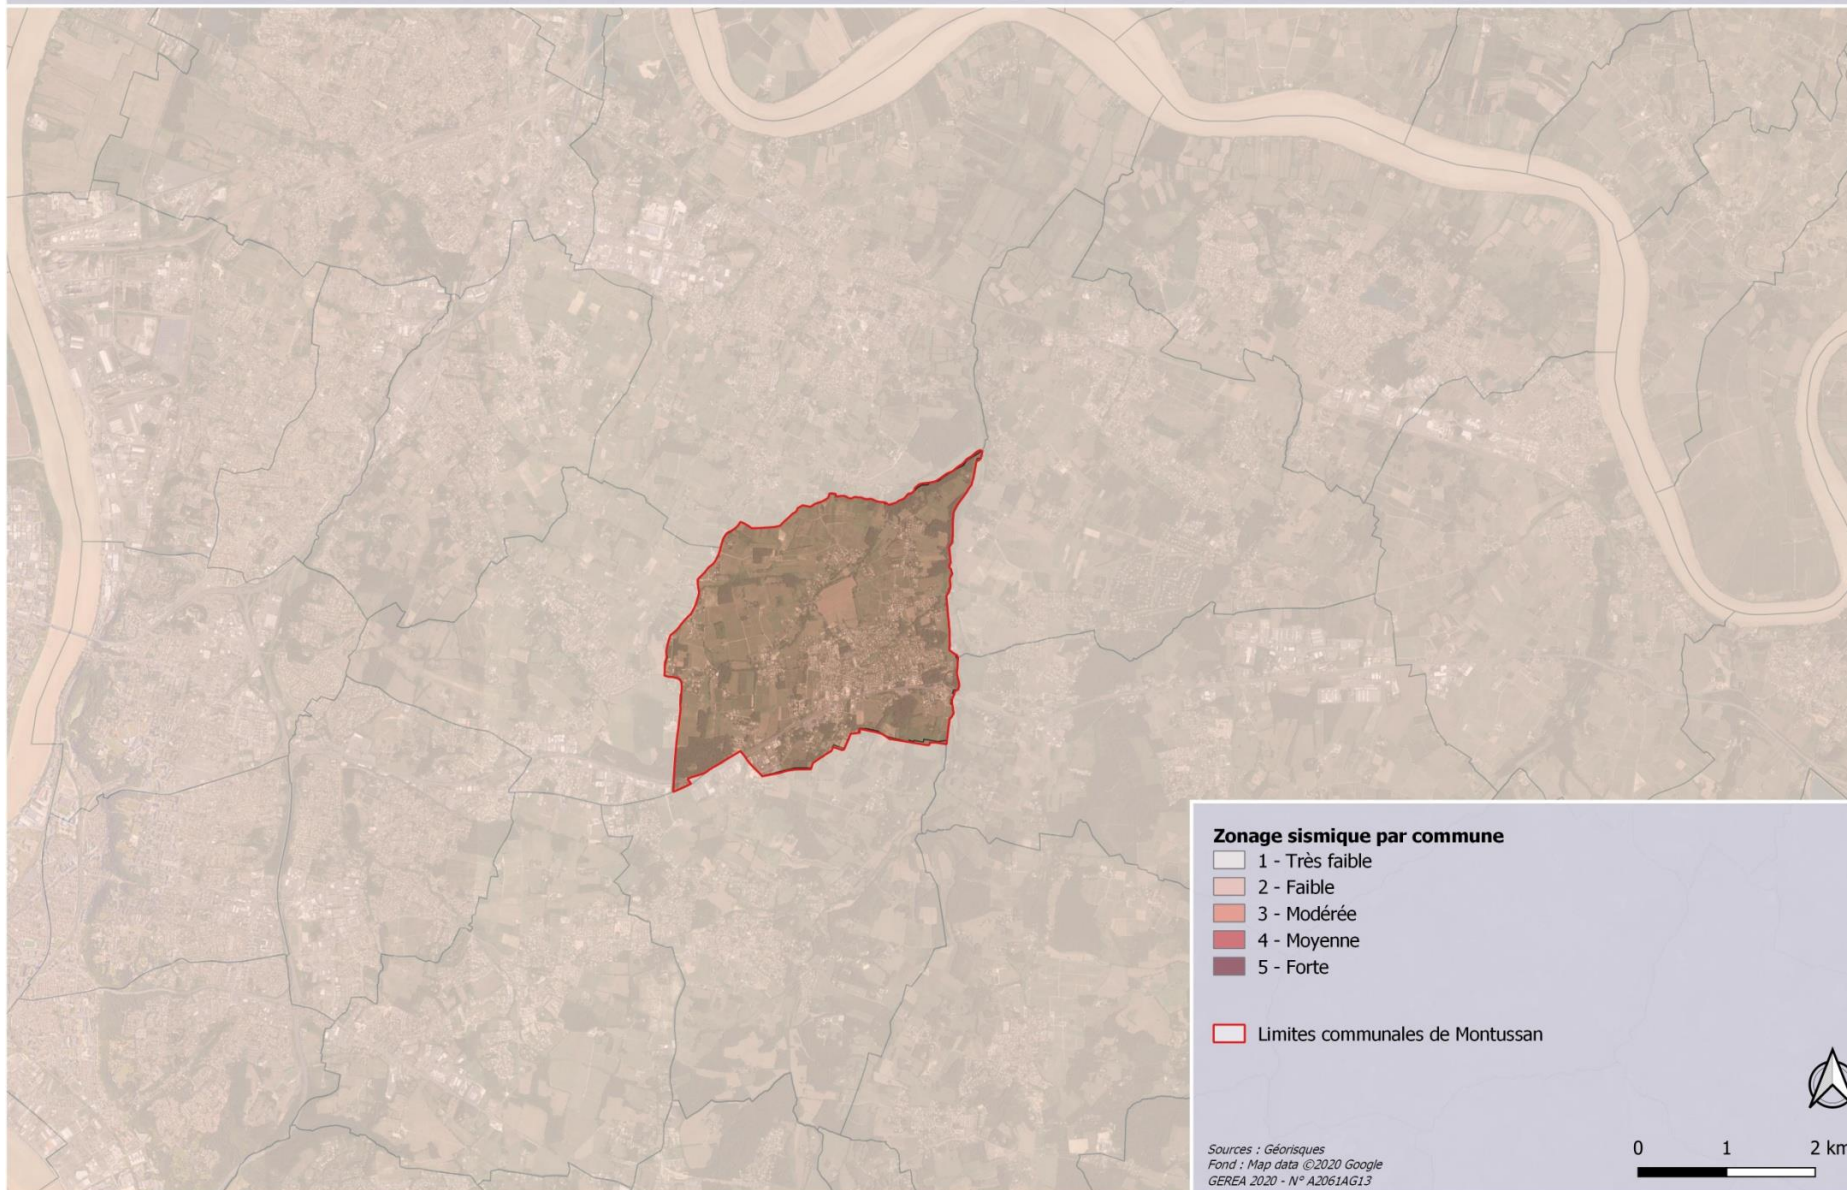 Zonage sismique par commune
1 - Très faible
2 - Faible
3 - Modérée
4 - Moyenne
5 - Forte
Limites communales de Montussan
Sources : Géorisques
Fond : Map data ©2020 Google
GEREA 2020 - N° A2061AG13
0 1 2 km